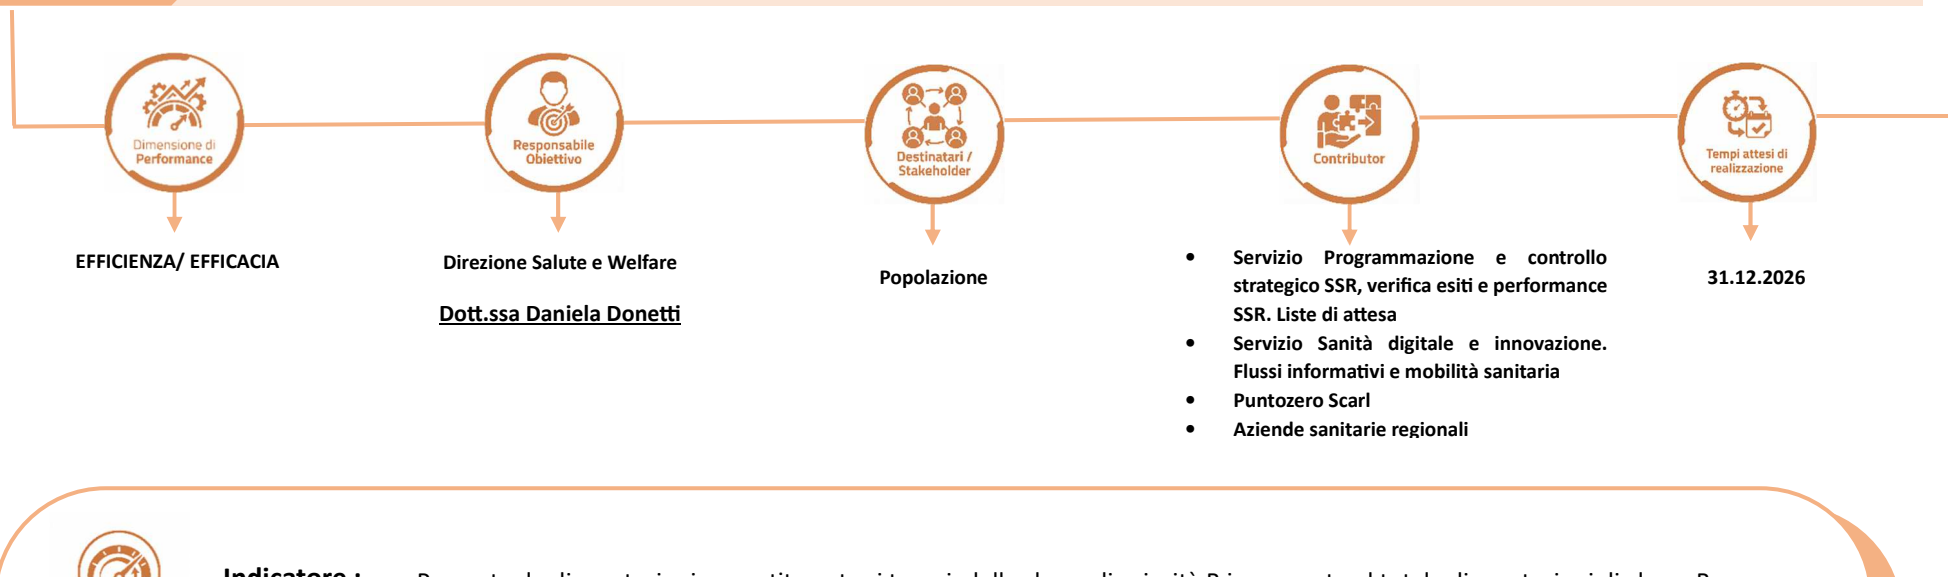 Dimensione di
Performance
EFFICIENZA/ EFFICACIA
Responsabile
Obiettivo
Direzione Salute e Welfare
Dott.ssa Daniela Donetti
Destinatari /
Stakeholder
Popolazione
Contributor
• Servizio Programmazione e controllo
strategico SSR, verifica esiti e performance
SSR. Liste di attesa
• Servizio Sanità digitale e innovazione.
Flussi informativi e mobilità sanitaria
• Puntozero Scarl
• Aziende sanitarie regionali
Tempi attesi di
realizzazione
31.12.2026
Indicatore :